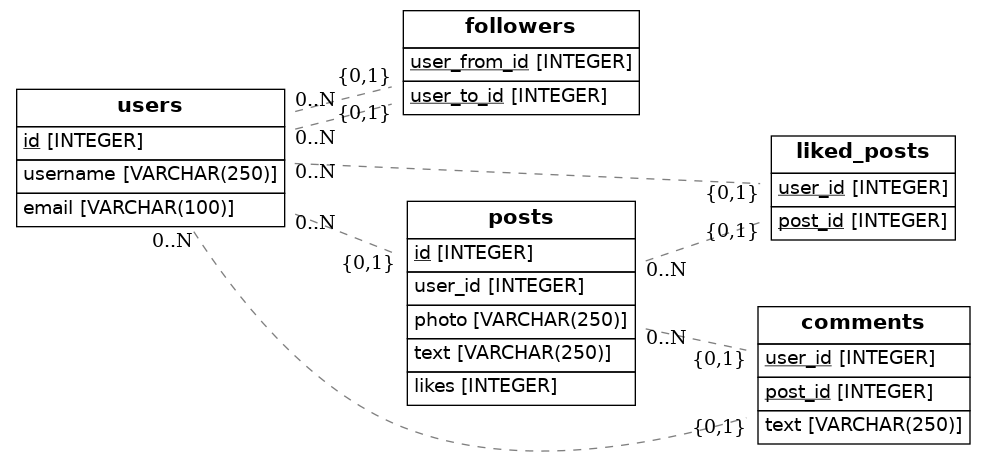 followers
user_from_id [INTEGER]
user_to_id [INTEGER]
{0,1}
0..N
{0,1}
0..N
users
id [INTEGER]
username [VARCHAR(250)]
email [VARCHAR(100)]
0..N
0..N
0..N
liked_posts
user_id [INTEGER]
post_id [INTEGER]
{0,1}
{0,1}
posts
id [INTEGER]
user_id [INTEGER]
photo [VARCHAR(250)]
text [VARCHAR(250)]
likes [INTEGER]
{0,1}
0..N
0..N
comments
user_id [INTEGER]
post_id [INTEGER]
text [VARCHAR(250)]
{0,1}
{0,1}